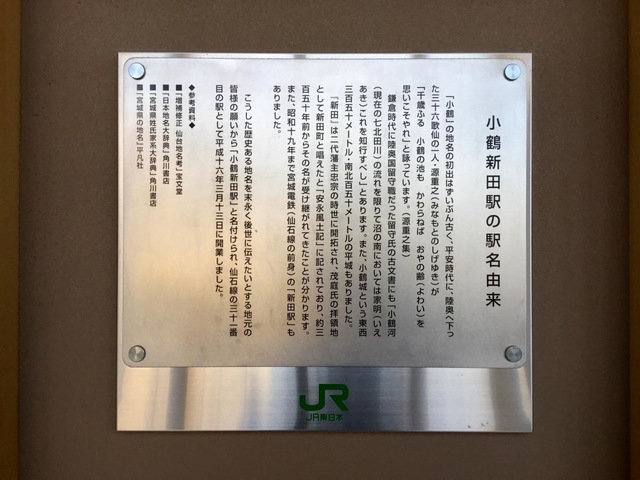 小鶴新田駅の駅名由来
「小鶴」の地名の初出はずいぶん古く、平安時代に、陸奥へ下っ
た三十六歌仙の一人・源重之(みなもとのしげゆき)が
「千歳ふる 小鶴の池も かわらねば おやの齢(よわい)を
思いこそやれ」と詠っています。(源重之集)
鎌倉時代に陸奥国留守職だった留守氏の古文書にも「小鶴河
(現在の七北田川)の流れを限りて沼の南においては家明(いえ
あき)これを知行すべし」とあります。また、小鶴城という東西
三百五十メートル・南北百五十メートルの平城もありました。
「新田」は二代藩主忠宗の時世に開拓され、茂庭氏の拝領地
として新田町と唱えたと「安永風土記」に記されており、約三
百五十年前からその名が受け継がれてきたことが分かります。
また、昭和十九年まで宮城電鉄(仙石線の前身)の「新田駅」も
ありました。
こうした歴史ある地名を末永く後世に伝えたいとする地元の
皆様の願いから「小鶴新田駅」と名付けられ、仙石線の三十一番
目の駅として平成十六年三月十三日に開業しました。
◆参考資料◆
■「増補修正 仙台地名考」宝文堂
■「日本地名大辞典」角川書店
■「宮城県姓氏家系大辞典」角川書店
■「宮城県の地名」平凡社
JR
JR東日本